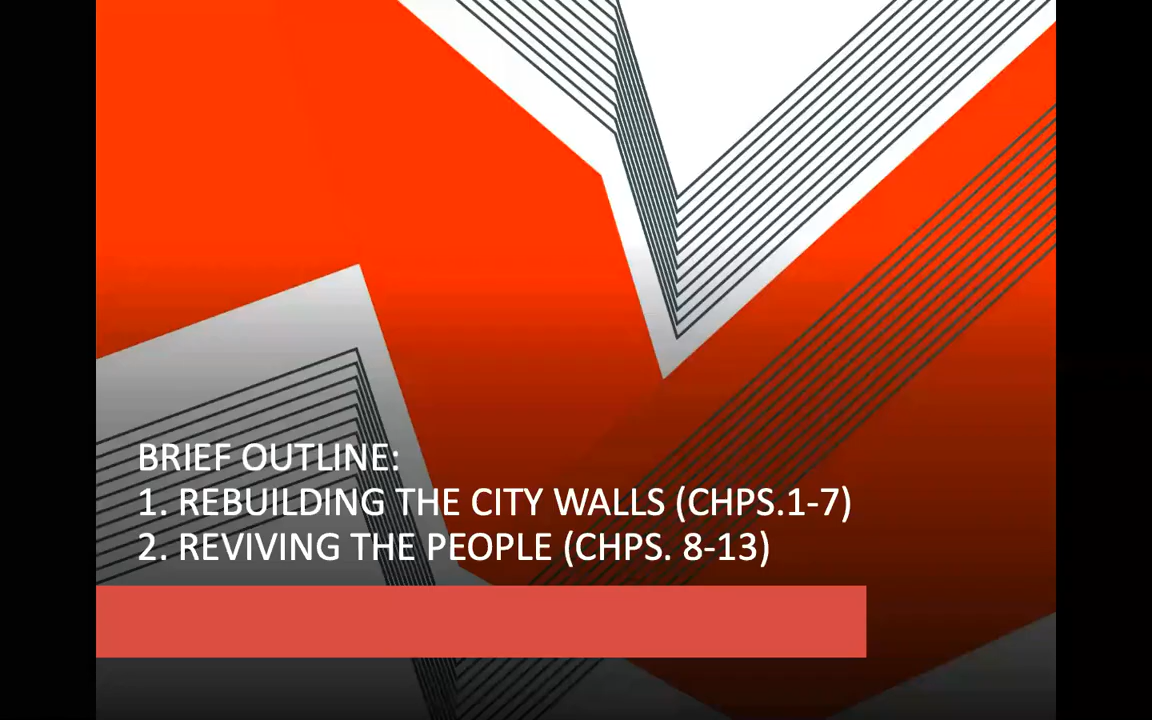 BRIEF OUTLINE:
1. REBUILDING THE CITY WALLS (CHPS.1-7)
2. REVIVING THE PEOPLE (CHPS. 8-13)